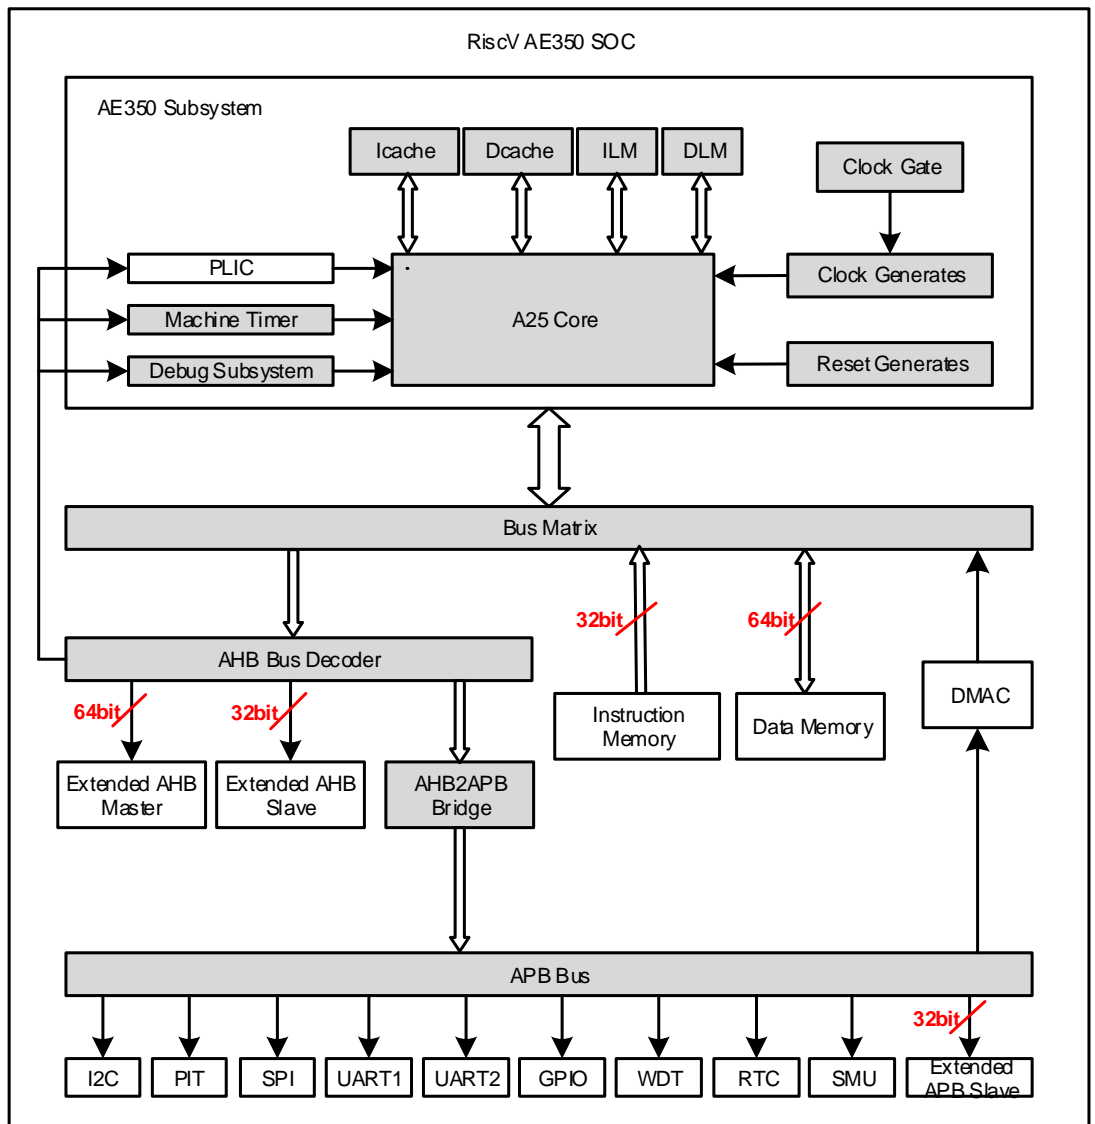 RiscV AE350 SOC
AE350 Subsystem
Icache
Dcache
ILM
DLM
Clock Gate
PLIC
Clock Generates
Machine Timer
A25 Core
Debug Subsystem
Reset Generates
Bus Matrix
32bit
64bit
AHB Bus Decoder
64bit
32bit
Instruction
Memory
Data Memory
DMAC
Extended AHB
Master
Extended AHB
Slave
AHB2APB
Bridge
APB Bus
32bit
I2C
PIT
SPI
UART1
UART2
GPIO
WDT
RTC
SMU
Extended
APB Slave